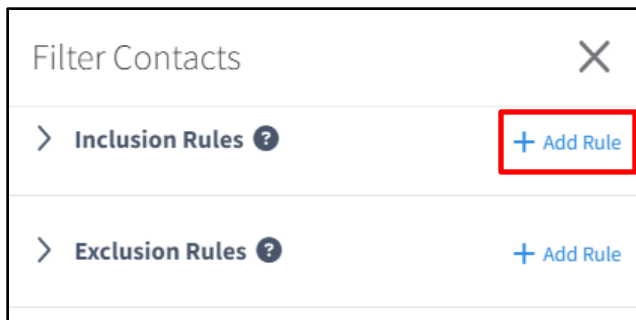 Filter Contacts
Inclusion Rules ? + Add Rule
Exclusion Rules ? + Add Rule